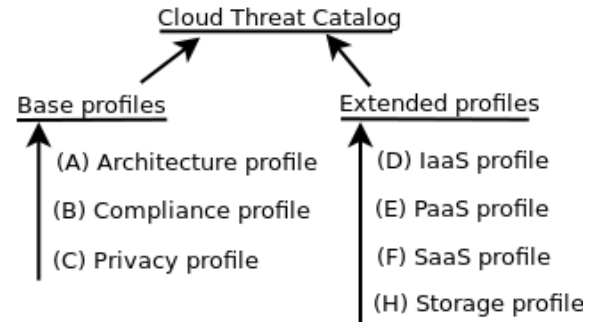 Cloud Threat Catalog
Base profiles
(A) Architecture profile
(B) Compliance profile
(C) Privacy profile
Extended profiles
(D) IaaS profile
(E) PaaS profile
(F) SaaS profile
(H) Storage profile